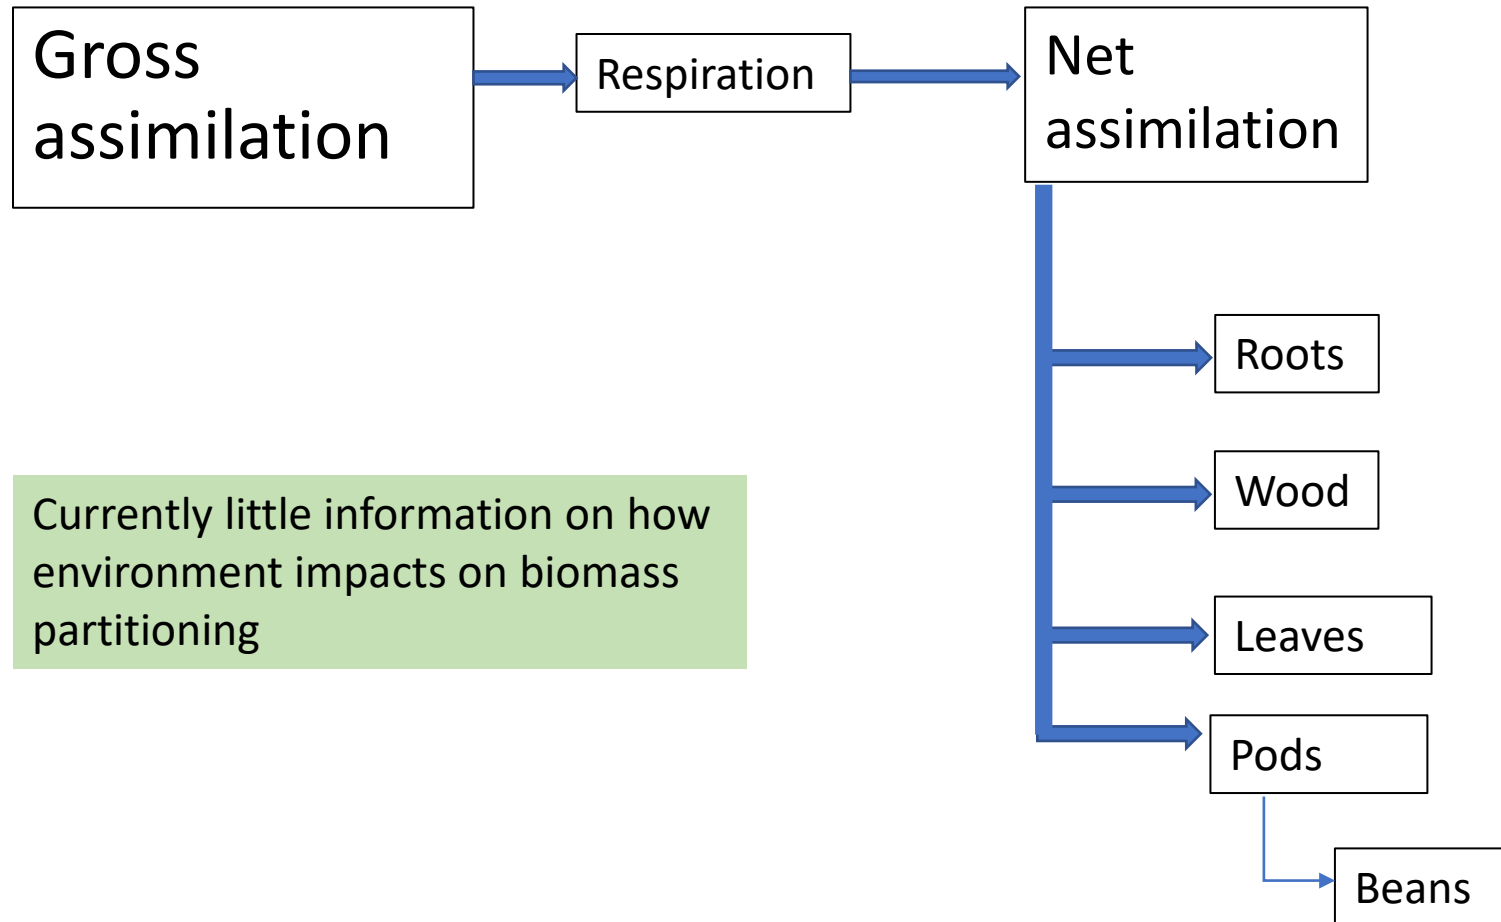 Gross
assimilation
Respiration
Net
assimilation
Roots
Wood
Leaves
Pods
Beans
Currently little information on how
environment impacts on biomass
partitioning